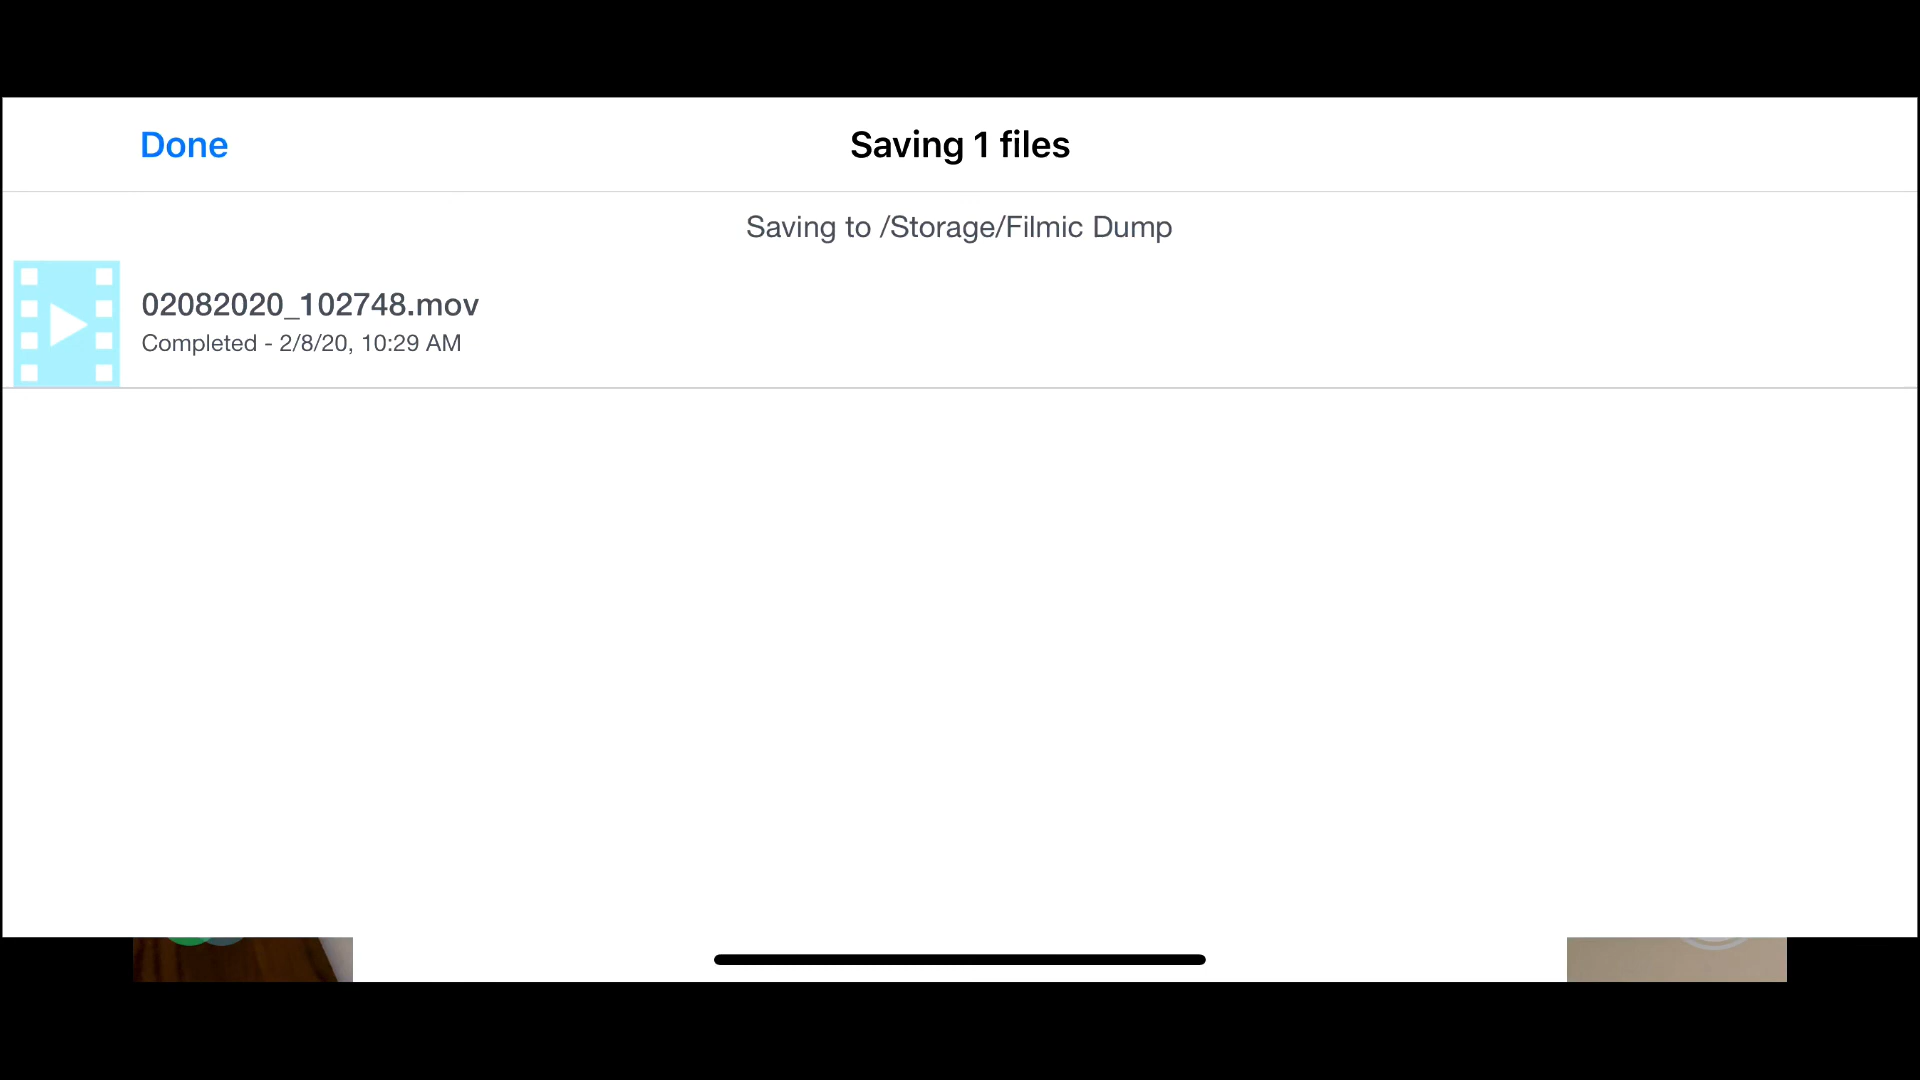 Done
Saving 1 files
Saving to /Storage/Filmic Dump
02082020_102748.mov
Completed - 2/8/20, 10:29 AM